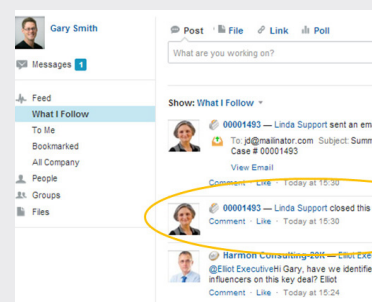 Gary Smith
Messages 1
Feed
What I Follow
To Me
Bookmarked
All Company
People
Groups
Files
Post File Link Poll
What are you working on?
Show: What I Follow
00001493 — Linda Support sent an em
To: jd@mailinator.com Subject: Summ
Case # 00001493
View Email
Comment · Like · Today at 15:30
00001493 — Linda Support closed this
Comment · Like · Today at 15:30
Harmon Consulting-20K — Elliot Exe
@Elliot ExecutiveHi Gary, have we identifie
influencers on this key deal? Elliot
Comment · Like · Today at 15:24